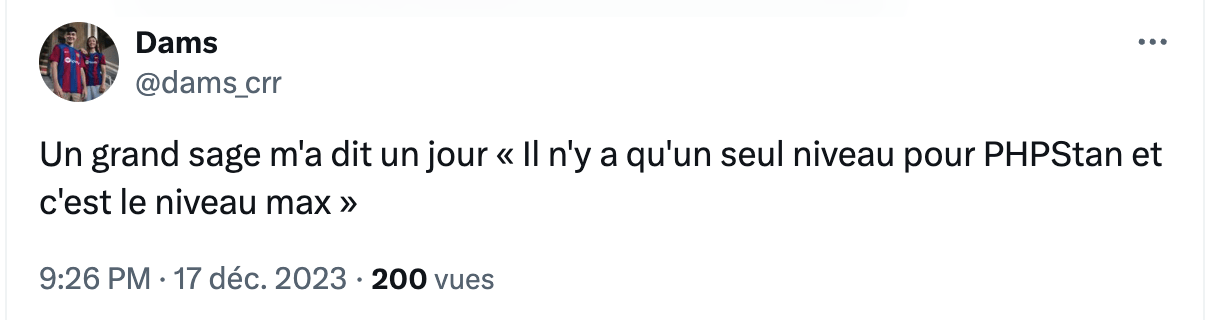 Dams
@dams_crr
Un grand sage m'a dit un jour « Il n'y a qu'un seul niveau pour PHPStan et
c'est le niveau max »
9:26 PM · 17 déc. 2023 · 200 vues